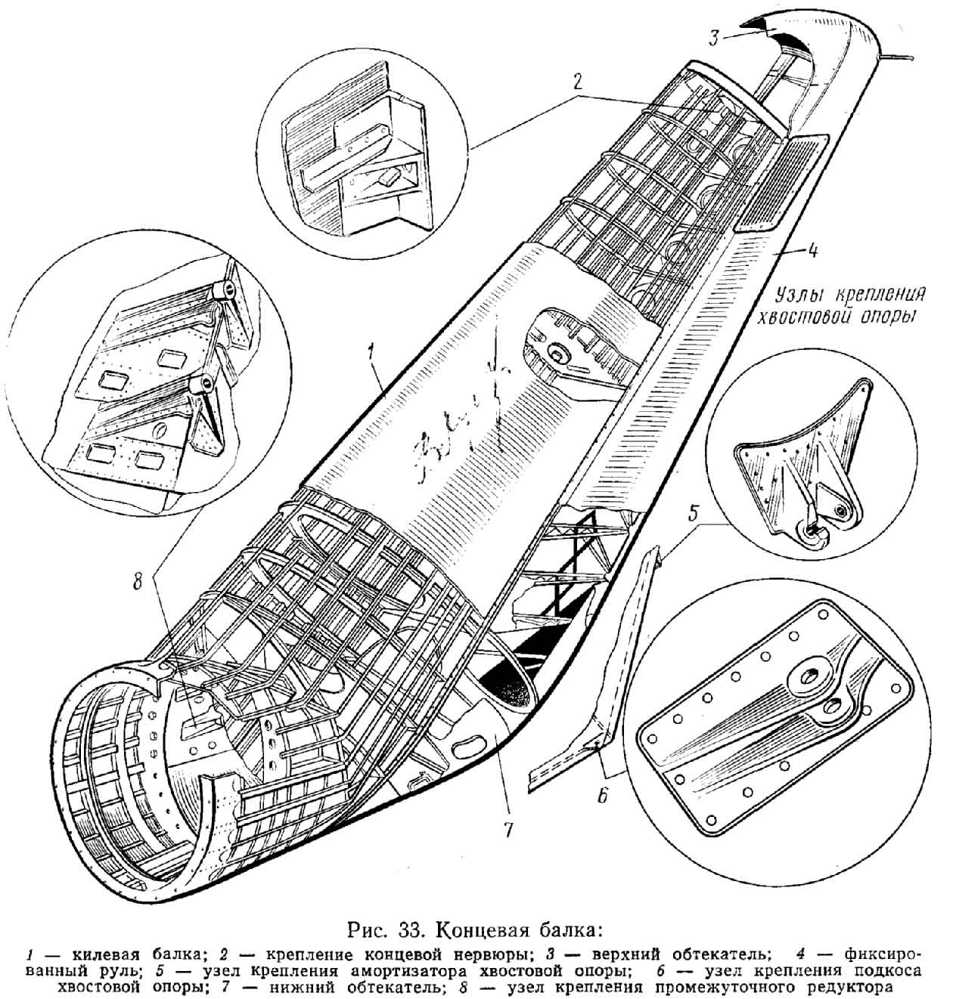 3
2
4
Узлы крепления
хвостовой опоры
1
5
8
6
7
Рис. 33. Концевая балка:
1 — килевая балка; 2 — крепление концевой нервюры; 3 — верхний обтекатель; 4 — фиксиро-
ванный руль; 5 — узел крепления амортизатора хвостовой опоры; 6 — узел крепления подкоса
хвостовой опоры; 7 — нижний обтекатель; 8 — узел крепления промежуточного редуктора